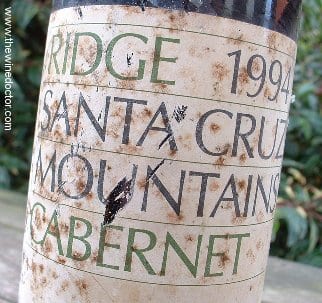 RIDGE 1994
SANTA CRUZ
MOUNTAINS
CABERNET
www.thewinedoctor.com